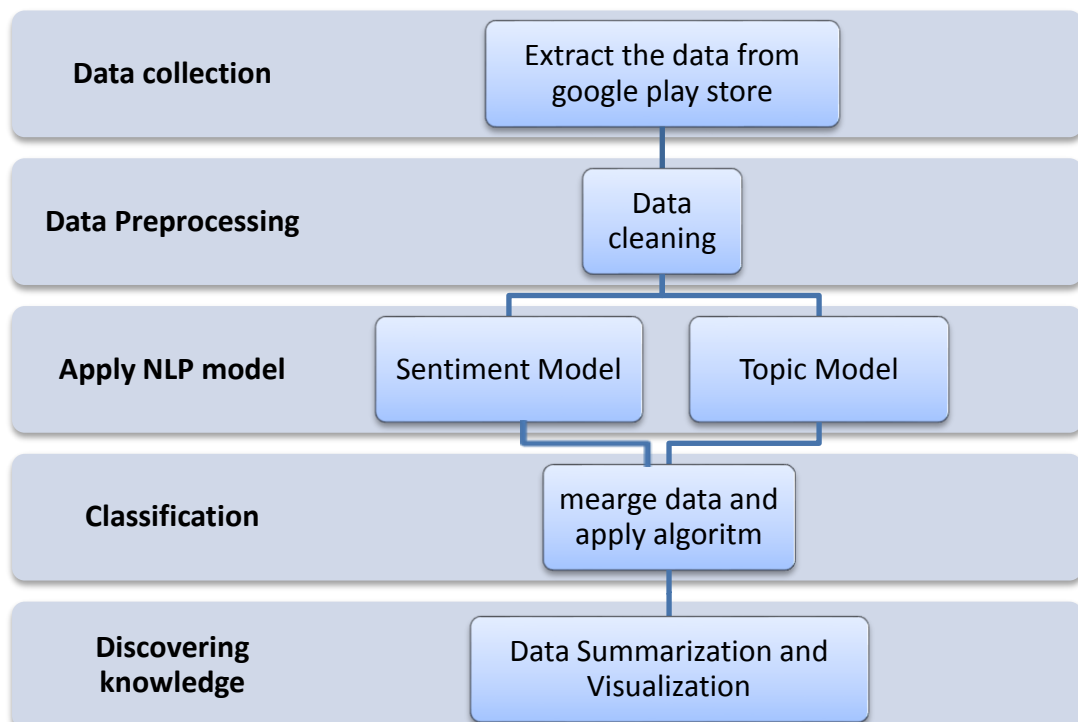 Data collection
Extract the data from
google play store
Data Preprocessing
Data
cleaning
Apply NLP model
Sentiment Model
Topic Model
Classification
mearge data and
apply algoritm
Discovering
knowledge
Data Summarization and
Visualization